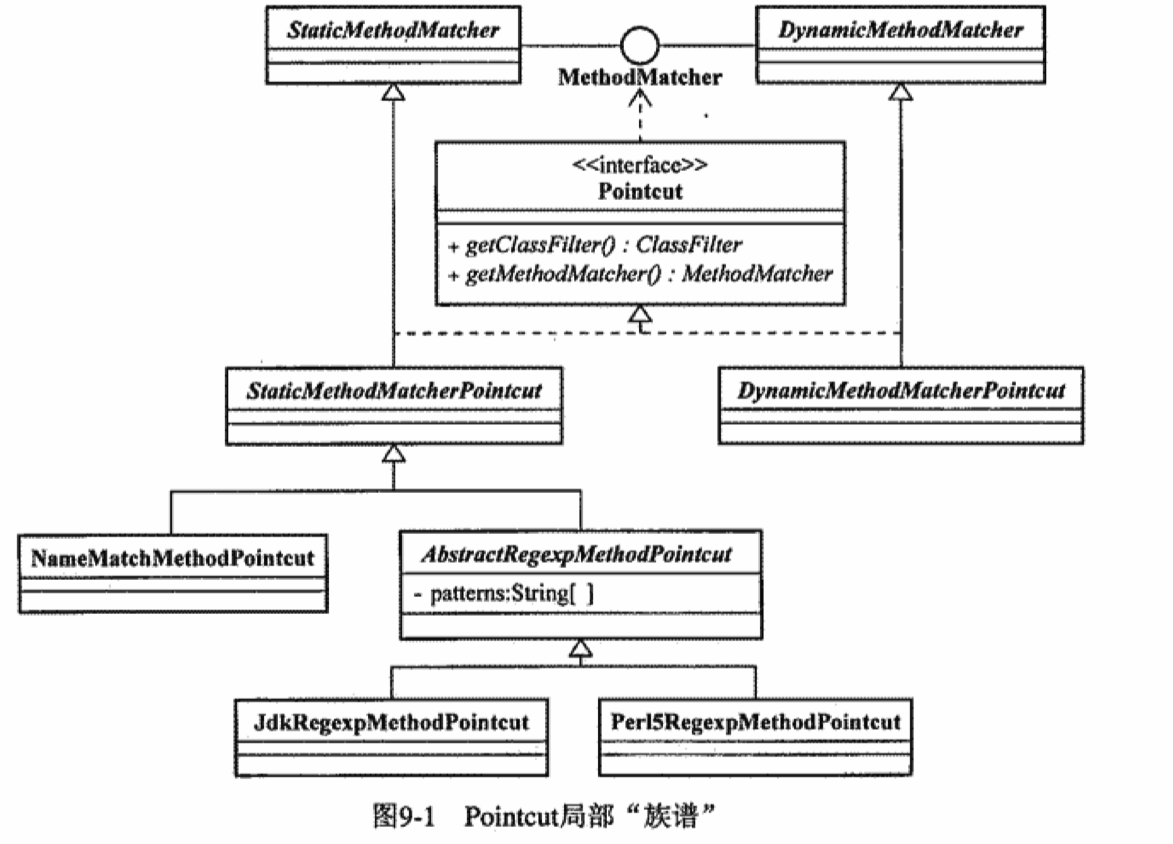 StaticMethodMatcher
DynamicMethodMatcher
MethodMatcher
<<interface>>
Pointcut
+ getClassFilter() : ClassFilter
+ getMethodMatcher() : MethodMatcher
StaticMethodMatcherPointcut
DynamicMethodMatcherPointcut
NameMatchMethodPointcut
AbstractRegexpMethodPointcut
- patterns:String[ ]
JdkRegexpMethodPointcut
Perl5RegexpMethodPointcut
图9-1 Pointcut局部“族谱”